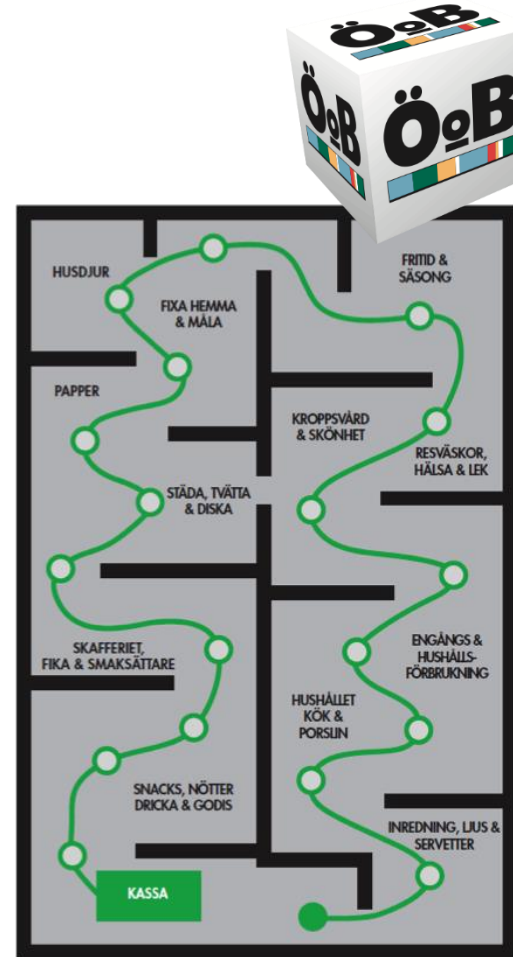 ÖoB
ÖoB
ÖoB
HUSDJUR
FIXA HEMMA
& MÅLA
FRITID &
SÄSONG
PAPPER
KROPPSVÅRD
& SKÖNHET
RESVÄSKOR,
HÄLSA & LEK
STÄDA, TVÄTTA
& DISKA
SKAFFERIET,
FIKA & SMAKSÄTTARE
ENGÅNGS &
HUSHÅLLS-
FÖRBRUKNING
HUSHÅLLET
KÖK &
PORSLIN
SNACKS, NÖTTER
DRICKA & GODIS
INREDNING, LJUS &
SERVETTER
KASSA